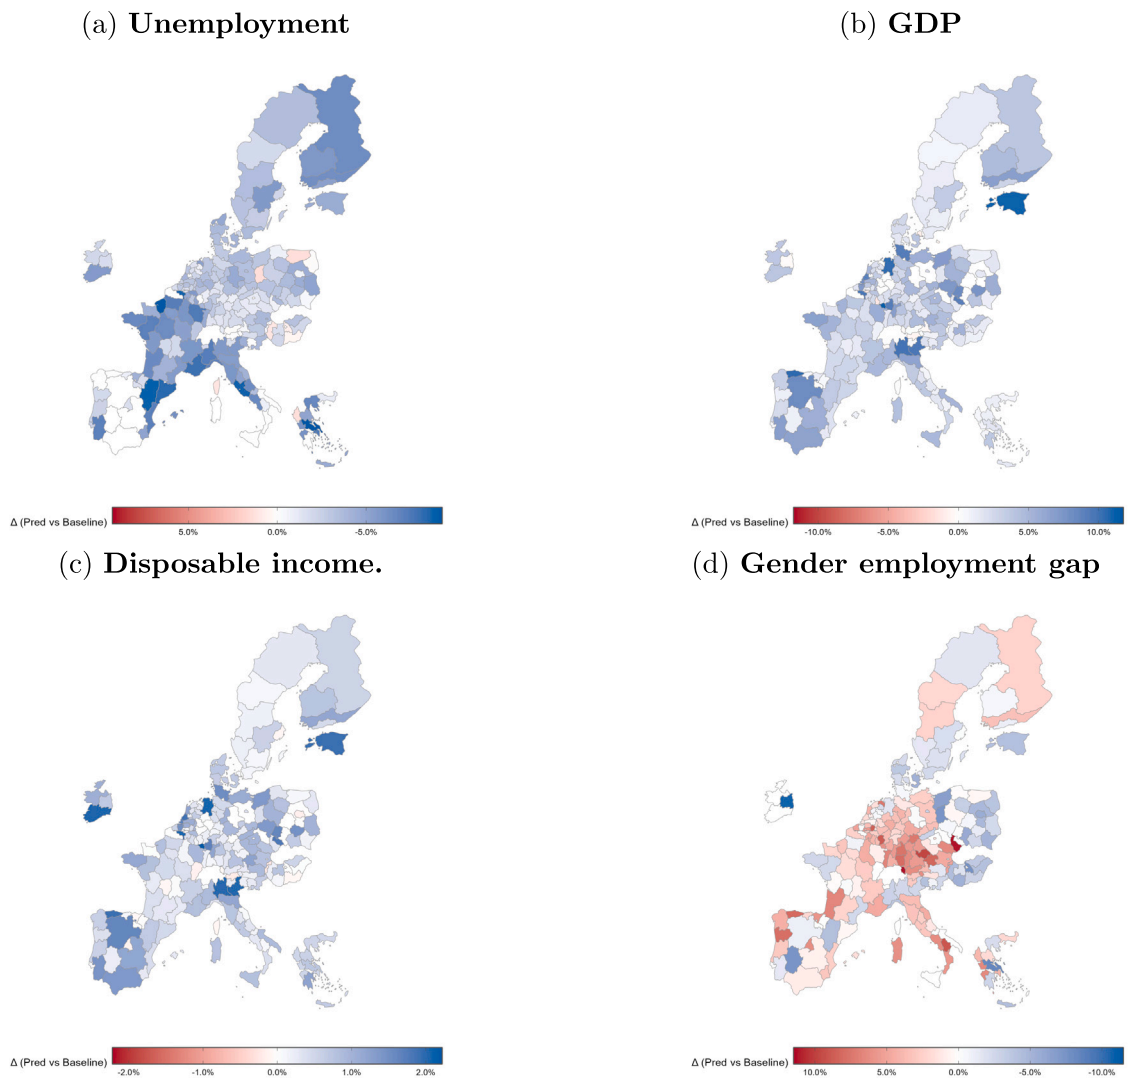 (a) Unemployment
(b) GDP
Δ (Pred vs Baseline)
5.0% 0.0% -5.0%
Δ (Pred vs Baseline)
-10.0% -5.0% 0.0% 5.0% 10.0%
(c) Disposable income.
(d) Gender employment gap
Δ (Pred vs Baseline)
-2.0% -1.0% 0.0% 1.0% 2.0%
Δ (Pred vs Baseline)
10.0% 5.0% 0.0% -5.0% -10.0%